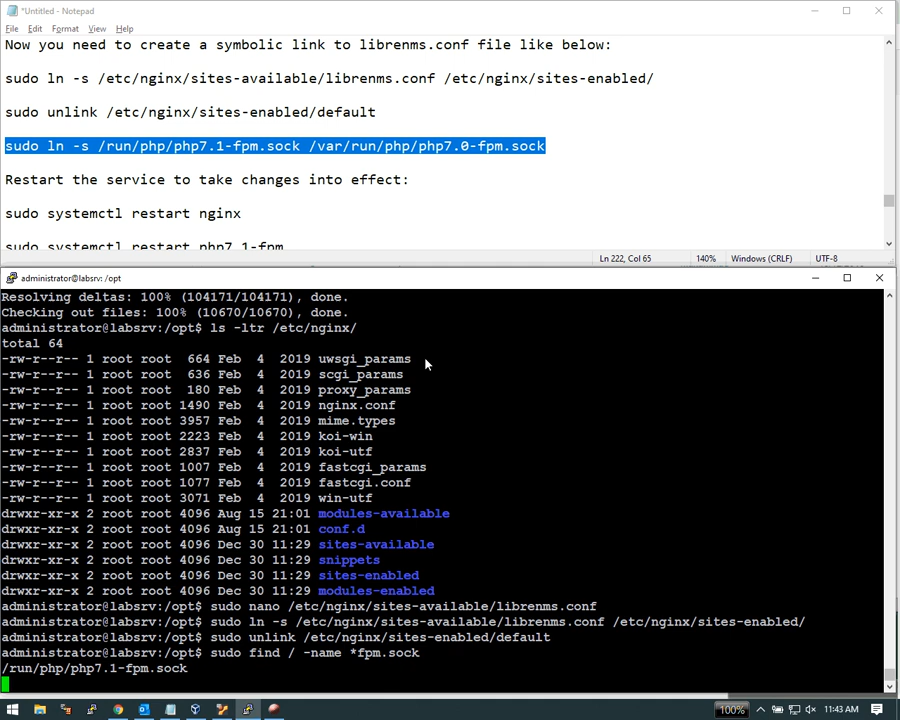 *Untitled - Notepad
File Edit Format View Help
Now you need to create a symbolic link to librenms.conf file like below:
sudo ln -s /etc/nginx/sites-available/librenms.conf /etc/nginx/sites-enabled/
sudo unlink /etc/nginx/sites-enabled/default
sudo ln -s /run/php/php7.1-fpm.sock /var/run/php/php7.0-fpm.sock
Restart the service to take changes into effect:
sudo systemctl restart nginx
sudo systemctl restart php7.1-fpm
Ln 222, Col 65 140% Windows (CRLF) UTF-8
administrator@labsrv: /opt
Resolving deltas: 100% (104171/104171), done.
Checking out files: 100% (10670/10670), done.
administrator@labsrv:/opt$ ls -ltr /etc/nginx/
total 64
-rw-r--r-- 1 root root 664 Feb 4 2019 uwsgi_params
-rw-r--r-- 1 root root 636 Feb 4 2019 scgi_params
-rw-r--r-- 1 root root 180 Feb 4 2019 proxy_params
-rw-r--r-- 1 root root 1490 Feb 4 2019 nginx.conf
-rw-r--r-- 1 root root 3957 Feb 4 2019 mime.types
-rw-r--r-- 1 root root 2223 Feb 4 2019 koi-win
-rw-r--r-- 1 root root 2837 Feb 4 2019 koi-utf
-rw-r--r-- 1 root root 1007 Feb 4 2019 fastcgi_params
-rw-r--r-- 1 root root 1077 Feb 4 2019 fastcgi.conf
-rw-r--r-- 1 root root 3071 Feb 4 2019 win-utf
drwxr-xr-x 2 root root 4096 Aug 15 21:01 modules-available
drwxr-xr-x 2 root root 4096 Aug 15 21:01 conf.d
drwxr-xr-x 2 root root 4096 Dec 30 11:29 sites-available
drwxr-xr-x 2 root root 4096 Dec 30 11:29 snippets
drwxr-xr-x 2 root root 4096 Dec 30 11:29 sites-enabled
drwxr-xr-x 2 root root 4096 Dec 30 11:29 modules-enabled
administrator@labsrv:/opt$ sudo nano /etc/nginx/sites-available/librenms.conf
administrator@labsrv:/opt$ sudo ln -s /etc/nginx/sites-available/librenms.conf /etc/nginx/sites-enabled/
administrator@labsrv:/opt$ sudo unlink /etc/nginx/sites-enabled/default
administrator@labsrv:/opt$ sudo find / -name *fpm.sock
/run/php/php7.1-fpm.sock
100% 11:43 AM